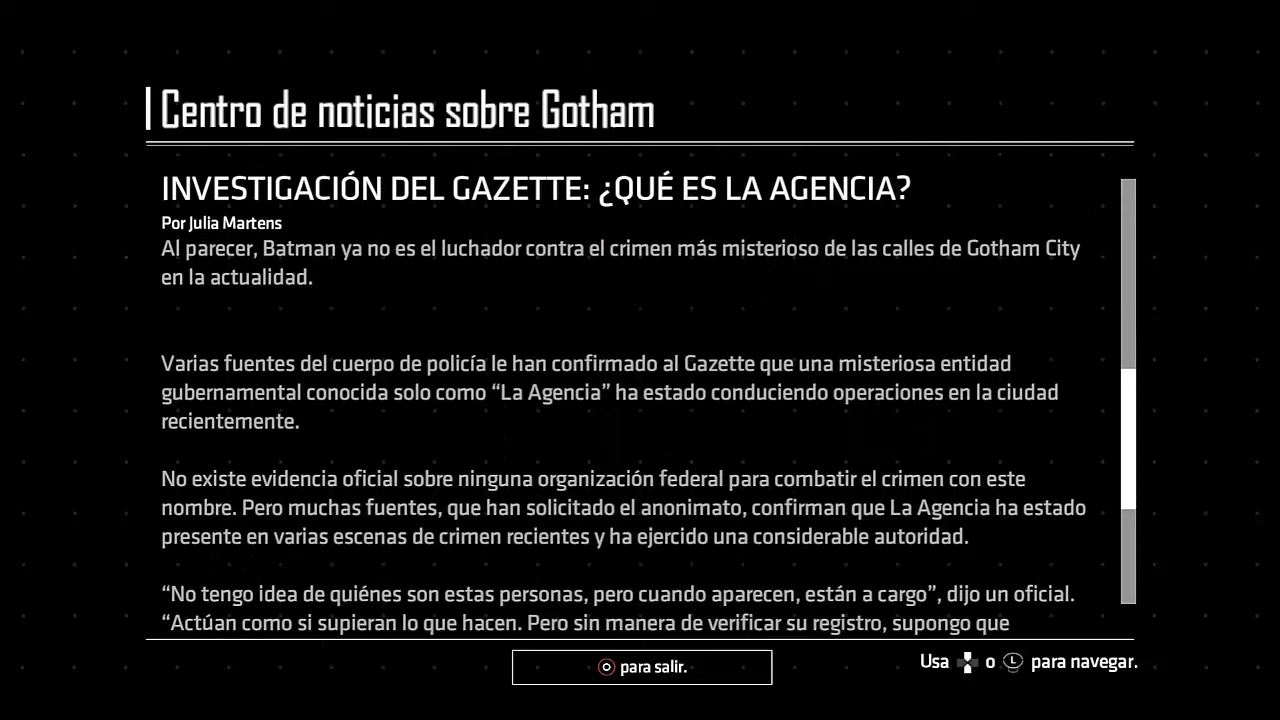 Centro de noticias sobre Gotham
INVESTIGACIÓN DEL GAZETTE: ¿QUÉ ES LA AGENCIA?
Por Julia Martens
Al parecer, Batman ya no es el luchador contra el crimen más misterioso de las calles de Gotham City
en la actualidad.
Varias fuentes del cuerpo de policía le han confirmado al Gazette que una misteriosa entidad
gubernamental conocida solo como “La Agencia” ha estado conduciendo operaciones en la ciudad
recientemente.
No existe evidencia oficial sobre ninguna organización federal para combatir el crimen con este
nombre. Pero muchas fuentes, que han solicitado el anonimato, confirman que La Agencia ha estado
presente en varias escenas de crimen recientes y ha ejercido una considerable autoridad.
“No tengo idea de quiénes son estas personas, pero cuando aparecen, están a cargo”, dijo un oficial.
“Actúan como si supieran lo que hacen. Pero sin manera de verificar su registro, supongo que
para salir.
Usa o L para navegar.